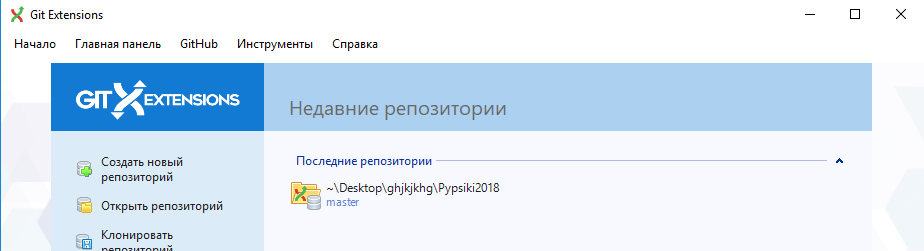 Git Extensions
Начало Главная панель GitHub Инструменты Справка
GIT EXTENSIONS
Недавние репозитории
Создать новый
репозиторий
Последние репозитории
~\Desktop\ghjkjkhg\Pypsiki2018
master
Открыть репозиторий
Клонировать
репозиторий